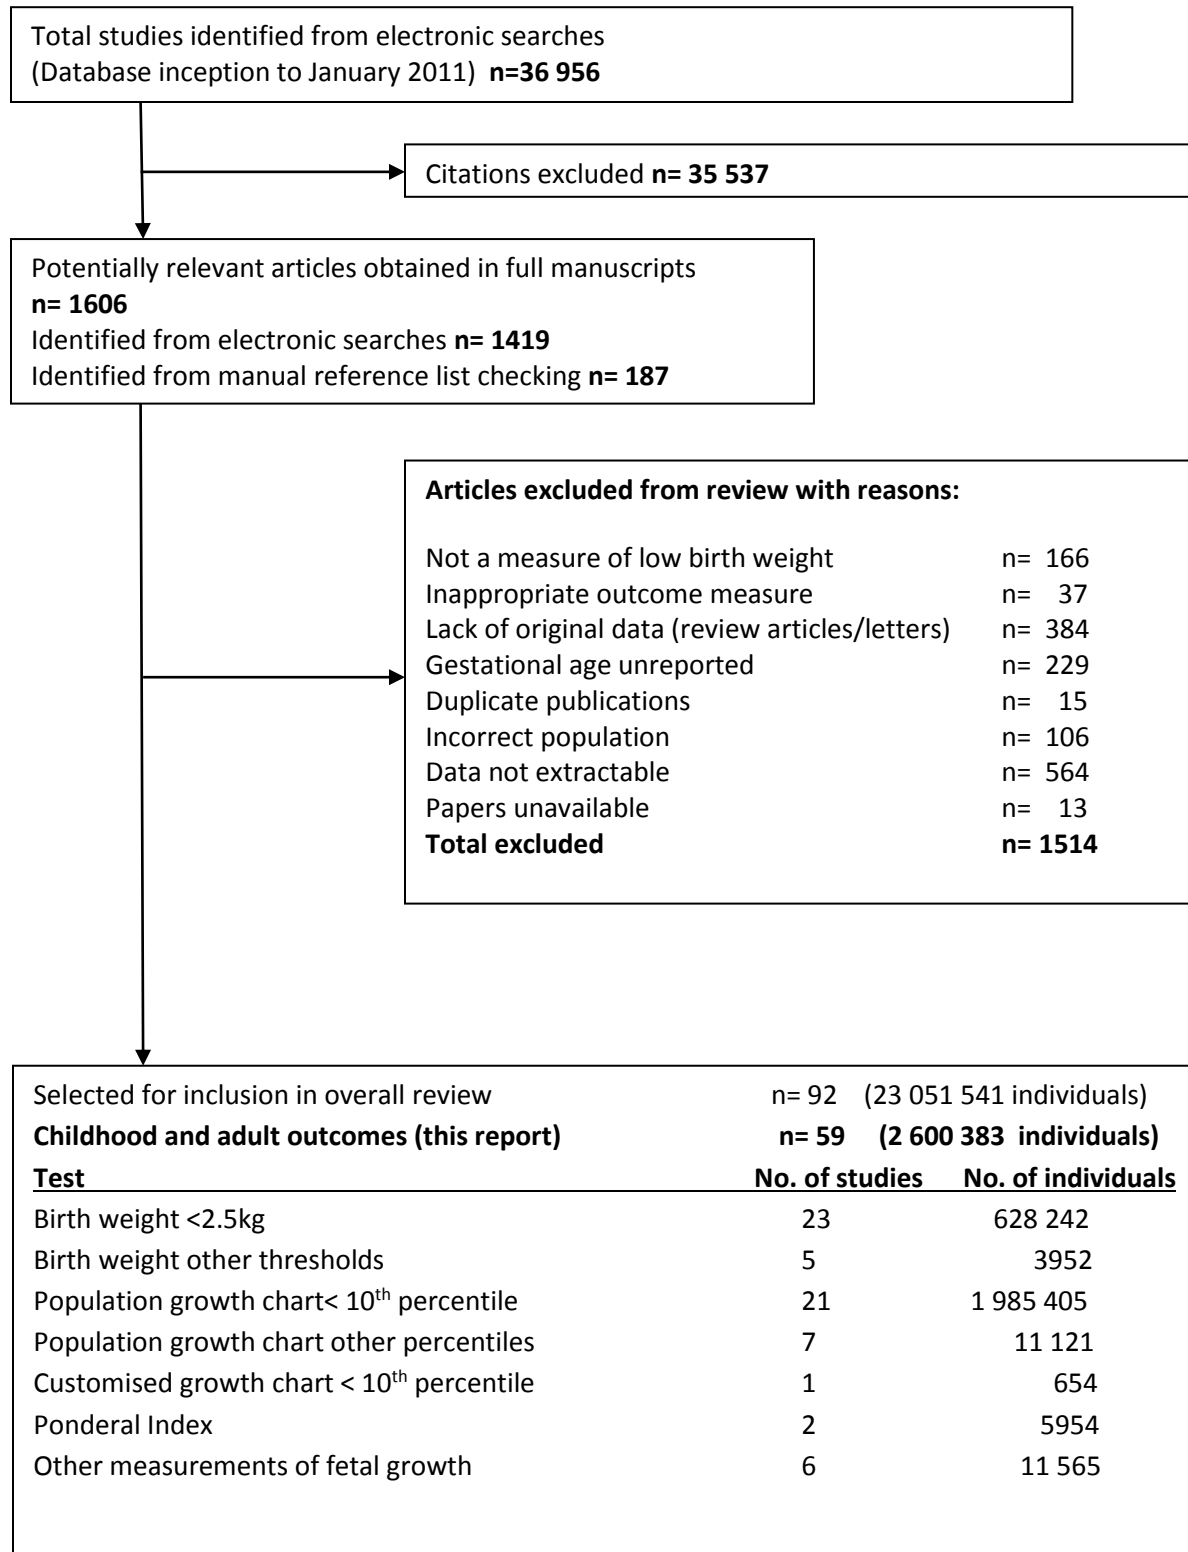 Total studies identified from electronic searches
(Database inception to January 2011) n=36 956
Citations excluded n= 35 537
Potentially relevant articles obtained in full manuscripts
n= 1606
Identified from electronic searches n= 1419
Identified from manual reference list checking n= 187
Articles excluded from review with reasons:
Not a measure of low birth weight n= 166
Inappropriate outcome measure n= 37
Lack of original data (review articles/letters) n= 384
Gestational age unreported n= 229
Duplicate publications n= 15
Incorrect population n= 106
Data not extractable n= 564
Papers unavailable n= 13
Total excluded n= 1514
Selected for inclusion in overall review n= 92 (23 051 541 individuals)
Childhood and adult outcomes (this report) n= 59 (2 600 383 individuals)
Test No. of studies No. of individuals
Birth weight <2.5kg 23 628 242
Birth weight other thresholds 5 3952
Population growth chart< 10th percentile 21 1 985 405
Population growth chart other percentiles 7 11 121
Customised growth chart < 10th percentile 1 654
Ponderal Index 2 5954
Other measurements of fetal growth 6 11 565